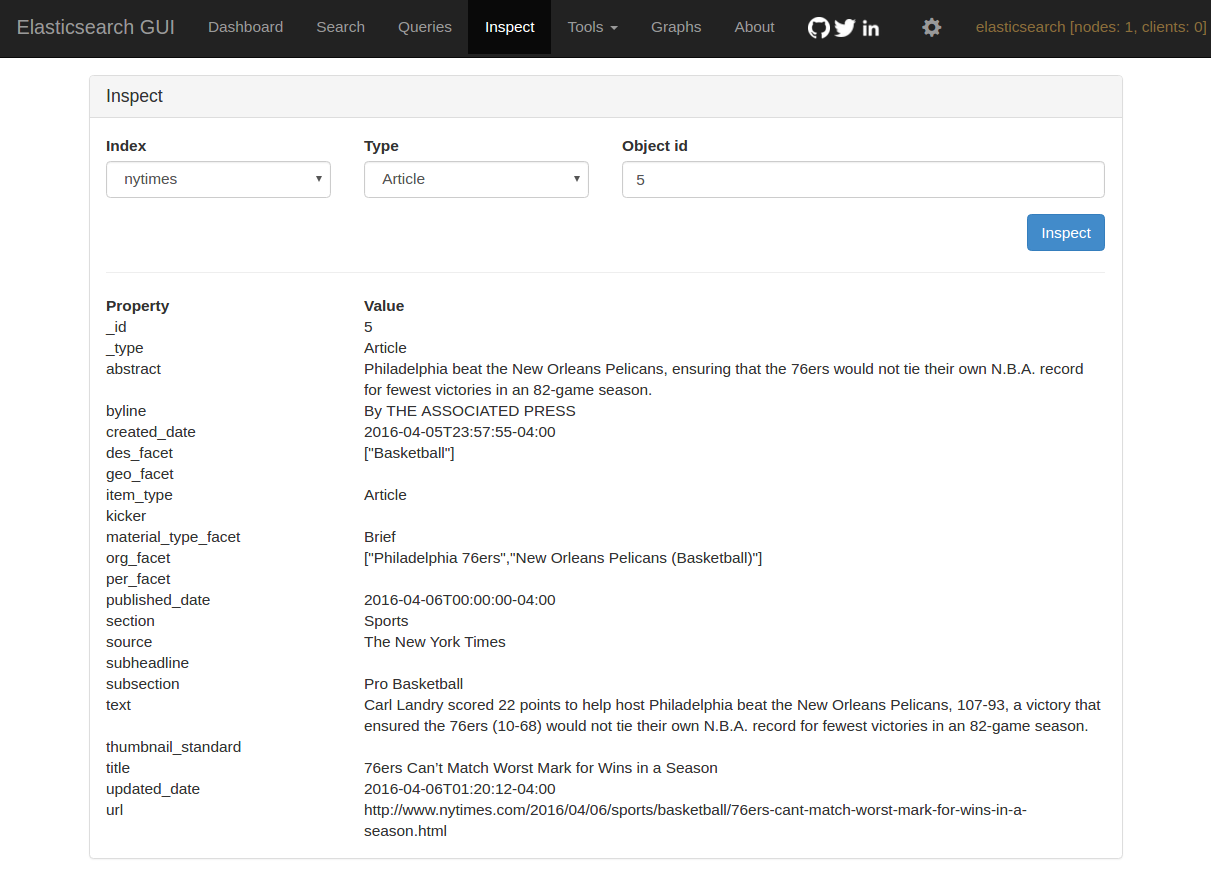 Elasticsearch GUI Dashboard Search Queries Inspect Tools Graphs About elasticsearch [nodes: 1, clients: 0]
Inspect
Index Type Object id
nytimes Article 5
Inspect
Property Value
_id 5
_type Article
abstract Philadelphia beat the New Orleans Pelicans, ensuring that the 76ers would not tie their own N.B.A. record
for fewest victories in an 82-game season.
byline By THE ASSOCIATED PRESS
created_date 2016-04-05T23:57:55-04:00
des_facet ["Basketball"]
geo_facet
item_type Article
kicker
material_type_facet Brief
org_facet ["Philadelphia 76ers","New Orleans Pelicans (Basketball)"]
per_facet
published_date 2016-04-06T00:00:00-04:00
section Sports
source The New York Times
subheadline
subsection Pro Basketball
text Carl Landry scored 22 points to help host Philadelphia beat the New Orleans Pelicans, 107-93, a victory that
ensured the 76ers (10-68) would not tie their own N.B.A. record for fewest victories in an 82-game season.
thumbnail_standard
title 76ers Can’t Match Worst Mark for Wins in a Season
updated_date 2016-04-06T01:20:12-04:00
url http://www.nytimes.com/2016/04/06/sports/basketball/76ers-cant-match-worst-mark-for-wins-in-a-
season.html